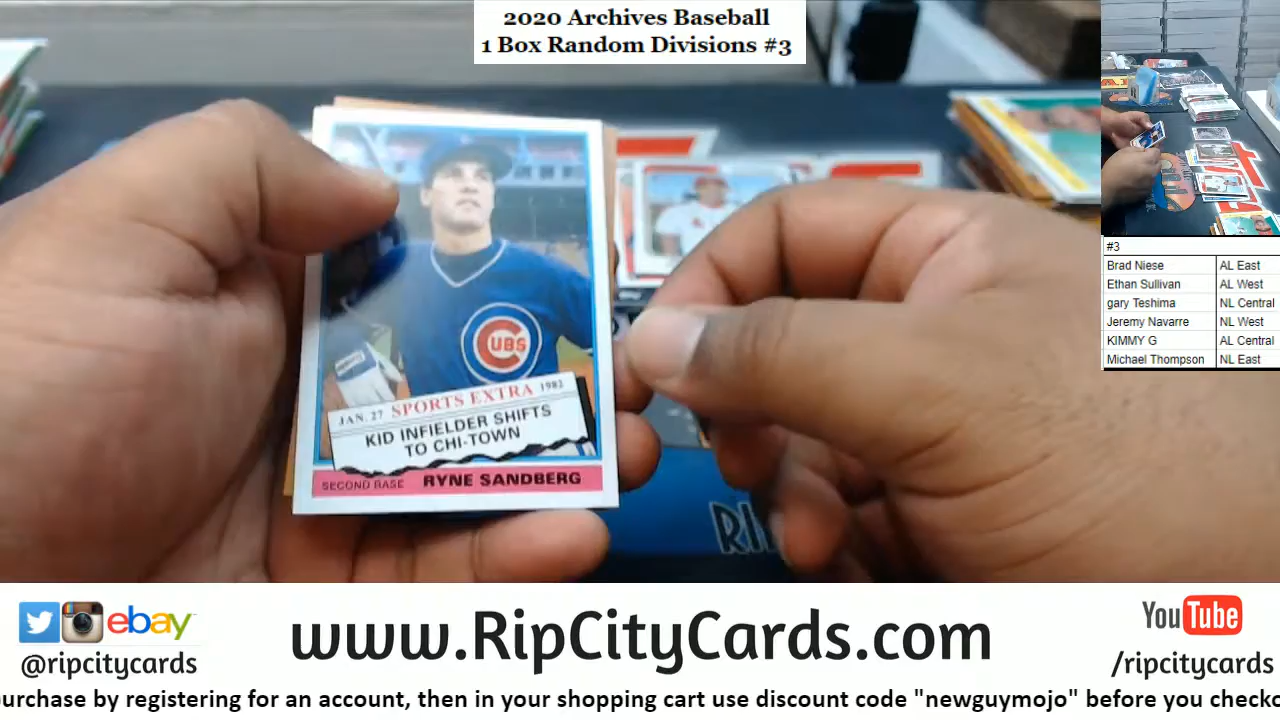 2020 Archives Baseball
1 Box Random Divisions #3
CUBS
JAN. 27 SPORTS EXTRA 1982
KID INFIELDER SHIFTS
TO CHI-TOWN
SECOND BASE RYNE SANDBERG
#3
Brad Niese AL East
Ethan Sullivan AL West
gary Teshima NL Central
Jeremy Navarre NL West
KIMMY G AL Central
Michael Thompson NL East
ebay
@ripcitycards
www.RipCityCards.com
YouTube
/ripcitycards
urchase by registering for an account, then in your shopping cart use discount code "newguymojo" before you checko